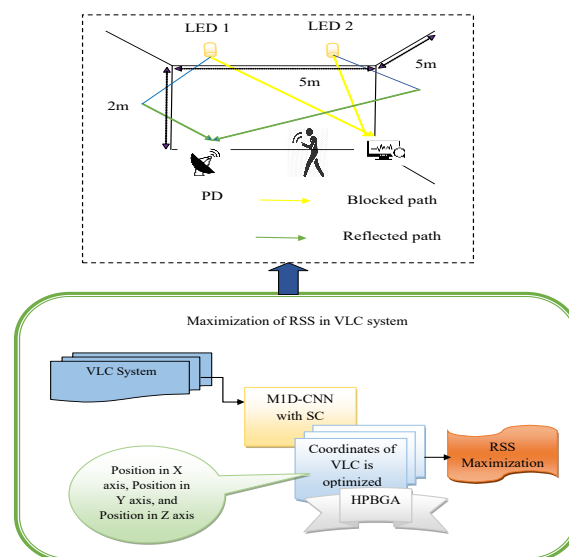 LED 1
LED 2
5m
5m
2m
PD
Blocked path
Reflected path
Maximization of RSS in VLC system
VLC System
M1D-CNN
with SC
Coordinates of
VLC is
optimized
HPBGA
RSS
Maximization
Position in X
axis, Position in
Y axis, and
Position in Z axis